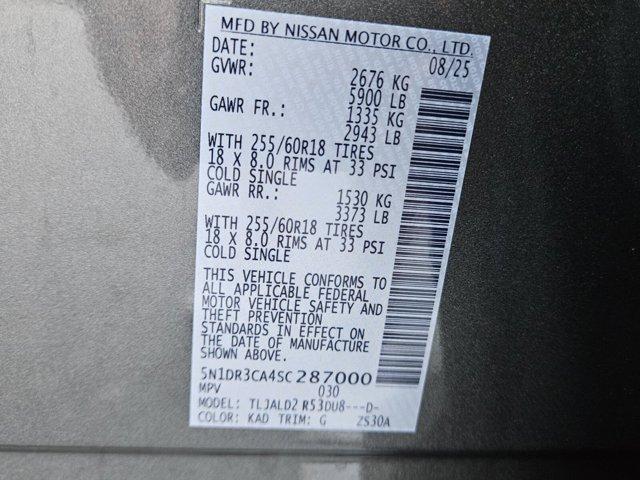 MFD BY NISSAN MOTOR CO., LTD.
DATE: 08/25
GVWR: 2676 KG
5900 LB
GAWR FR.: 1335 KG
2943 LB
WITH 255/60R18 TIRES
18 X 8.0 RIMS AT 33 PSI
COLD SINGLE
GAWR RR.: 1530 KG
3373 LB
WITH 255/60R18 TIRES
18 X 8.0 RIMS AT 33 PSI
COLD SINGLE
THIS VEHICLE CONFORMS TO
ALL APPLICABLE FEDERAL
MOTOR VEHICLE SAFETY AND
THEFT PREVENTION
STANDARDS IN EFFECT ON
THE DATE OF MANUFACTURE
SHOWN ABOVE.
5N1DR3CA4SC287000
MPV 030
MODEL: TLJALD2 R53DU8---D-
COLOR: KAD TRIM: G ZS30A